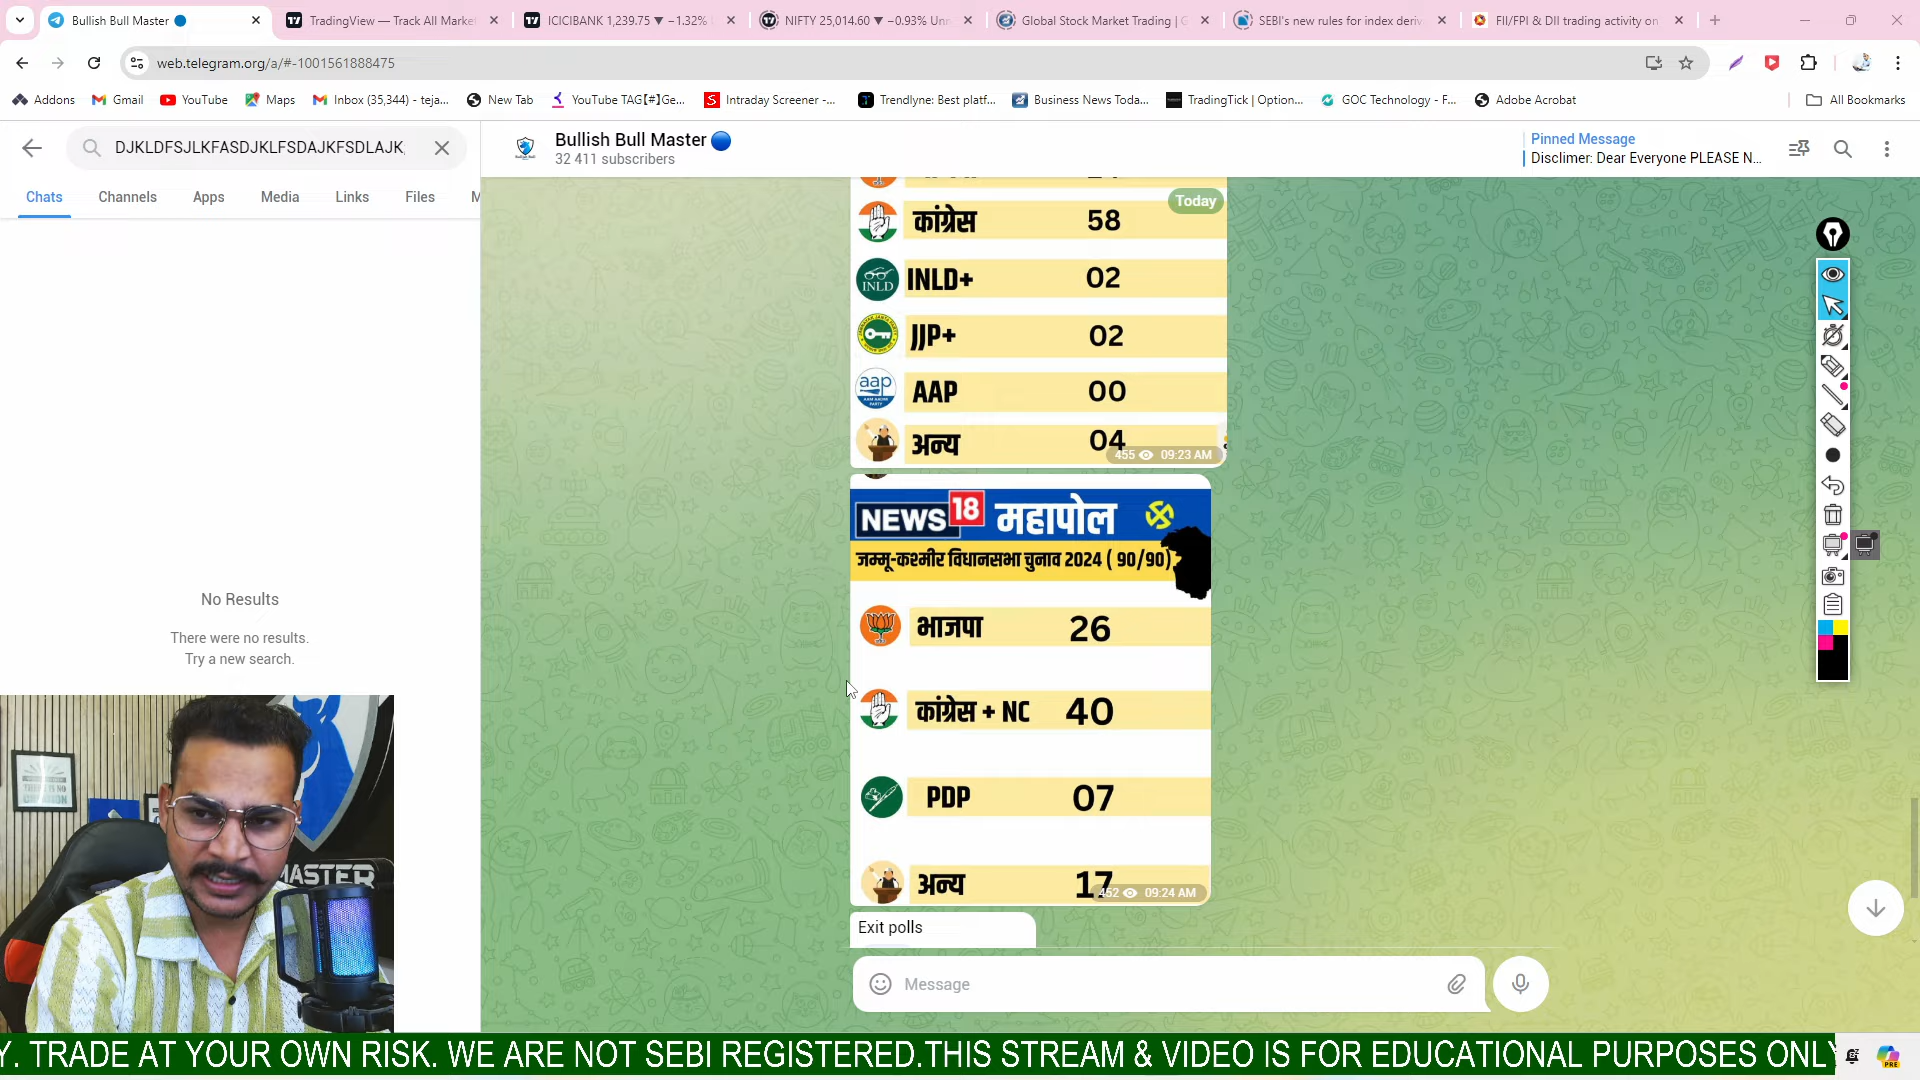 Bullish Bull Master
TradingView — Track All Marke
ICICIBANK 1,239.75 ▼ −1.32%
NIFTY 25,014.60 ▼ −0.93% Unn
Global Stock Market Trading | G
SEBI's new rules for index deriv
FII/FPI & DII trading activity on
web.telegram.org/a/#-1001561888475
Addons
Gmail
YouTube
Maps
Inbox (35,344) - teja...
New Tab
YouTube TAG[#]Ge...
Intraday Screener -...
Trendlyne: Best platf...
Business News Toda...
TradingTick | Option...
GOC Technology - F...
Adobe Acrobat
All Bookmarks
DJKLDFSJLKFASDJKLFSDAJKFSDLAJK
Bullish Bull Master
32 411 subscribers
Pinned Message
Disclimer: Dear Everyone PLEASE N...
Chats
Channels
Apps
Media
Links
Files
M
Today
कांग्रेस 58
INLD INLD+ 02
JJP+ 02
aap AAP 00
अन्य 04
455 09:23 AM
NEWS 18 महापोल
जम्मू-कश्मीर विधानसभा चुनाव 2024 ( 90/90)
भाजपा 26
कांग्रेस + NC 40
PDP 07
अन्य 17
452 09:24 AM
Exit polls
Message
No Results
There were no results.
Try a new search.
MASTER
Y. TRADE AT YOUR OWN RISK. WE ARE NOT SEBI REGISTERED.THIS STREAM & VIDEO IS FOR EDUCATIONAL PURPOSES ONLY
PRE